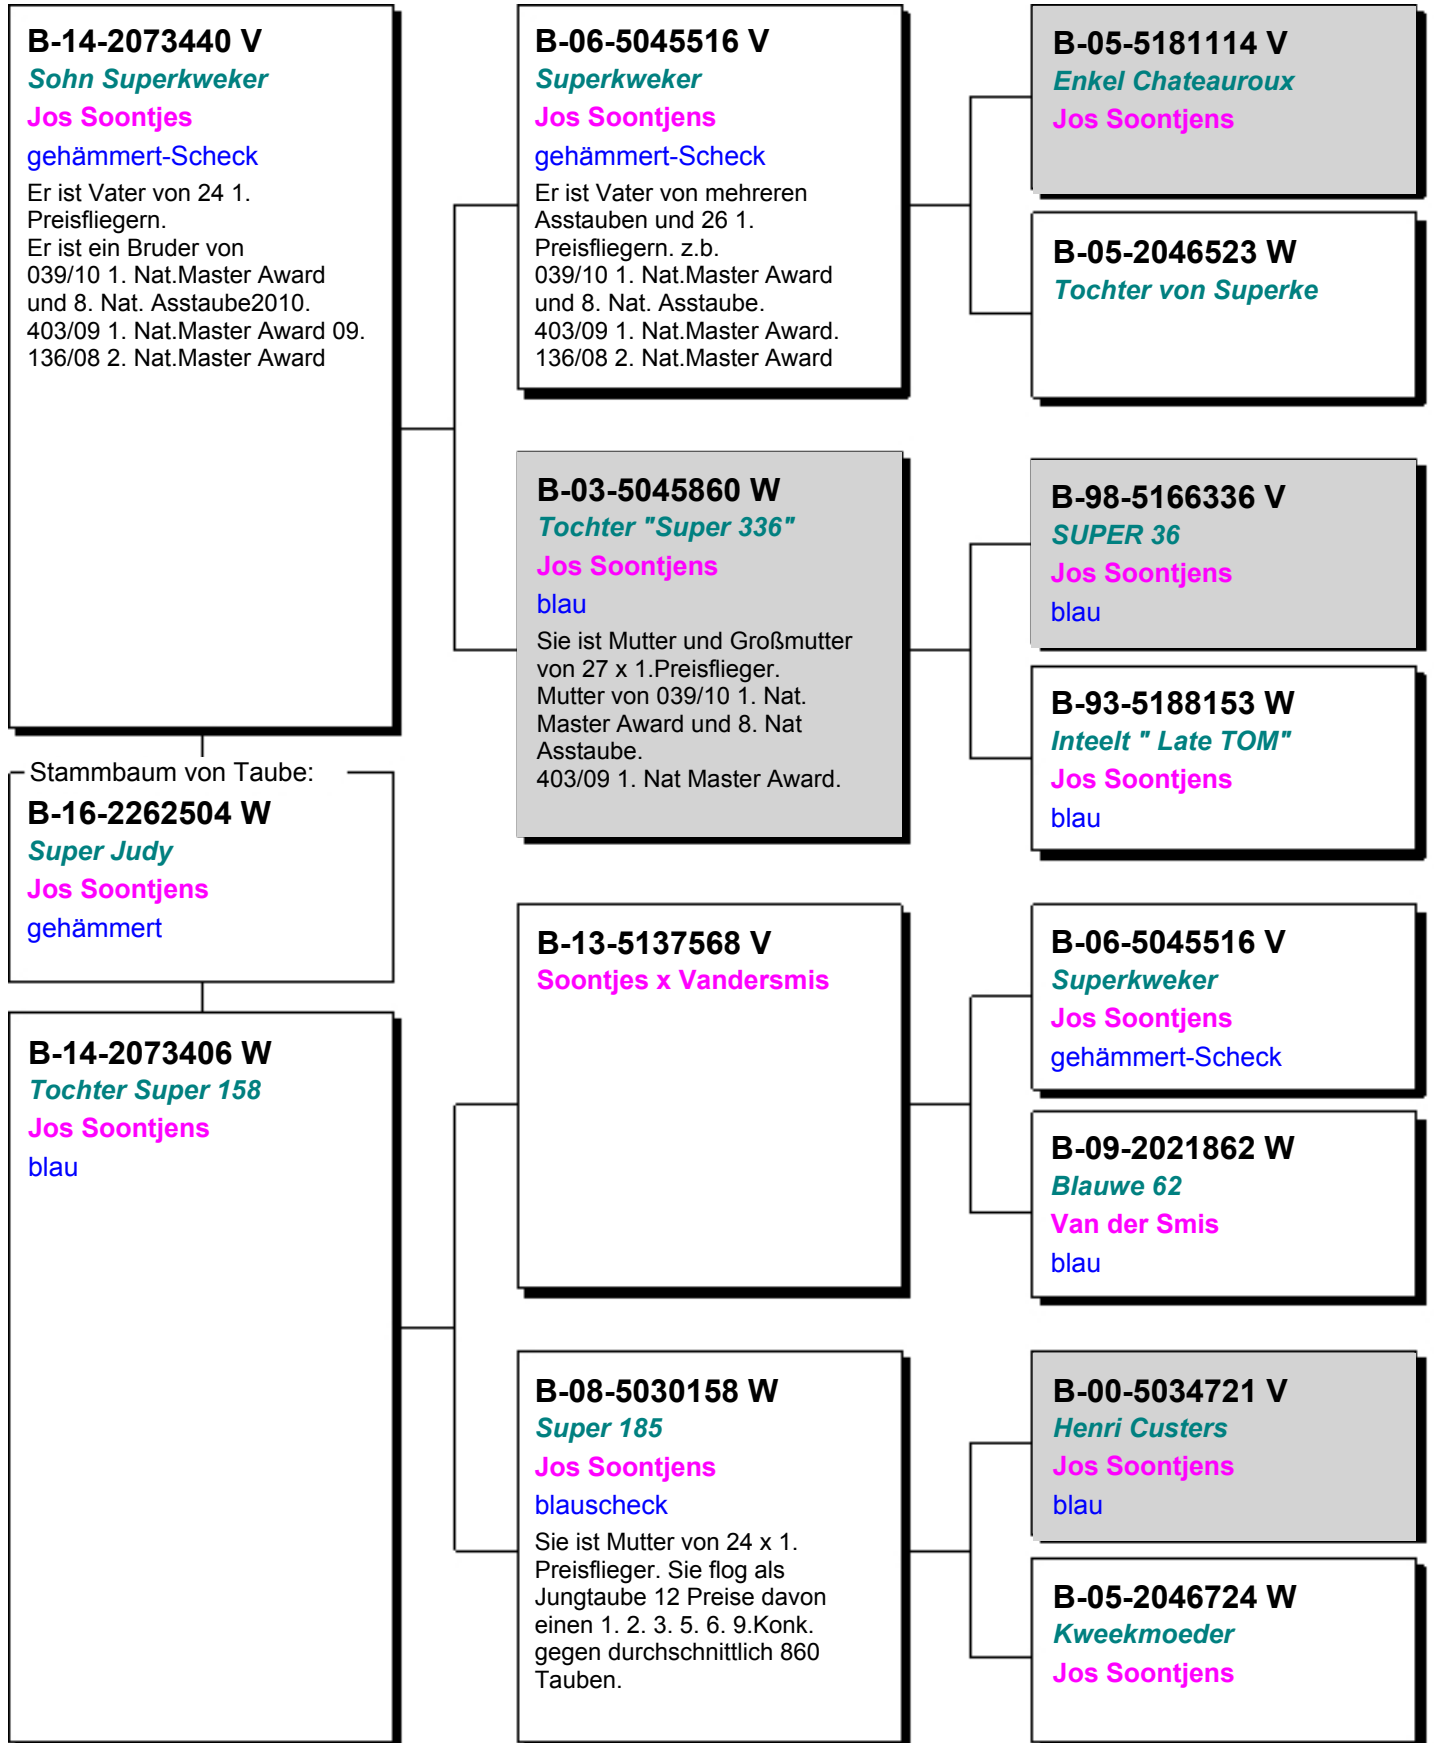 B-14-2073440 V
Sohn Superkweker
Jos Soontjes
gehämmert-Scheck
Er ist Vater von 24 1.
Preisfliegern.
Er ist ein Bruder von
039/10 1. Nat.Master Award
und 8. Nat. Asstaube2010.
403/09 1. Nat.Master Award 09.
136/08 2. Nat.Master Award
Stammbaum von Taube:
B-16-2262504 W
Super Judy
Jos Soontjens
gehämmert
B-14-2073406 W
Tochter Super 158
Jos Soontjens
blau
B-06-5045516 V
Superkweker
Jos Soontjens
gehämmert-Scheck
Er ist Vater von mehreren
Asstauben und 26 1.
Preisfliegern. z.b.
039/10 1. Nat.Master Award
und 8. Nat. Asstaube.
403/09 1. Nat.Master Award.
136/08 2. Nat.Master Award
B-03-5045860 W
Tochter "Super 336"
Jos Soontjens
blau
Sie ist Mutter und Großmutter
von 27 x 1.Preisflieger.
Mutter von 039/10 1. Nat.
Master Award und 8. Nat
Asstaube.
403/09 1. Nat Master Award.
B-13-5137568 V
Soontjes x Vandersmis
B-08-5030158 W
Super 185
Jos Soontjens
blauscheck
Sie ist Mutter von 24 x 1.
Preisflieger. Sie flog als
Jungtaube 12 Preise davon
einen 1. 2. 3. 5. 6. 9.Konk.
gegen durchschnittlich 860
Tauben.
B-05-5181114 V
Enkel Chateauroux
Jos Soontjens
B-05-2046523 W
Tochter von Superke
B-98-5166336 V
SUPER 36
Jos Soontjens
blau
B-93-5188153 W
Inteelt " Late TOM"
Jos Soontjens
blau
B-06-5045516 V
Superkweker
Jos Soontjens
gehämmert-Scheck
B-09-2021862 W
Blauwe 62
Van der Smis
blau
B-00-5034721 V
Henri Custers
Jos Soontjens
blau
B-05-2046724 W
Kweekmoeder
Jos Soontjens